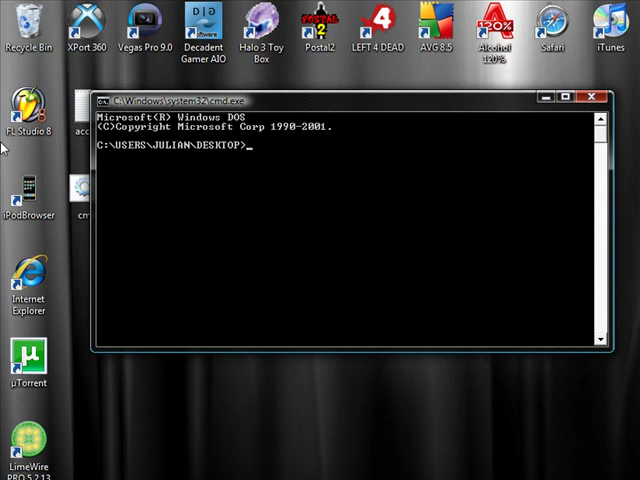 Recycle Bin
XPort 360
Vegas Pro 9.0
Decadent
Gamer AIO
Halo 3 Toy
Box
Postal2
LEFT 4 DEAD
AVG 8.5
Alcohol
120%
Safari
iTunes
FL Studio 8
acc
iPodBrowser
cm
Internet
Explorer
µTorrent
LimeWire
PRO 5.2.13
C:\Windows\system32\cmd.exe
Microsoft(R) Windows DOS
(C)Copyright Microsoft Corp 1990-2001.
C:\USERS\JULIAN\DESKTOP>_